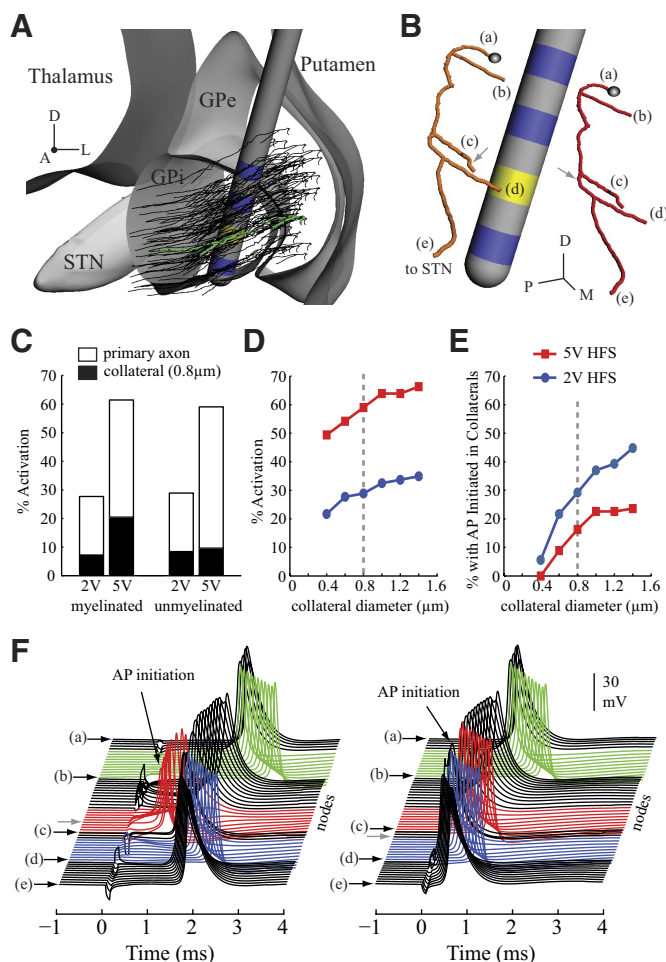 A
Thalamus
GPe
Putamen
D
A
L
GPi
STN
B
(a)
(b)
(c)
(d)
(e)
to STN
(a)
(b)
(c)
(d)
(e)
D
P
M
C
primary axon
collateral (0.8µm)
% Activation
70
60
50
40
30
20
10
0
2V 5V 2V 5V
myelinated unmyelinated
D
% Activation
70
60
50
40
30
20
10
0
0 0.4 0.8 1.2 1.6
collateral diameter (µm)
E
5V HFS
2V HFS
% with AP Initiated in Collaterals
70
60
50
40
30
20
10
0
0 0.4 0.8 1.2 1.6
collateral diameter (µm)
F
AP initiation
(a)
(b)
(c)
(d)
(e)
nodes
−1 0 1 2 3 4
Time (ms)
AP initiation
30
mV
(a)
(b)
(c)
(d)
(e)
nodes
−1 0 1 2 3 4
Time (ms)